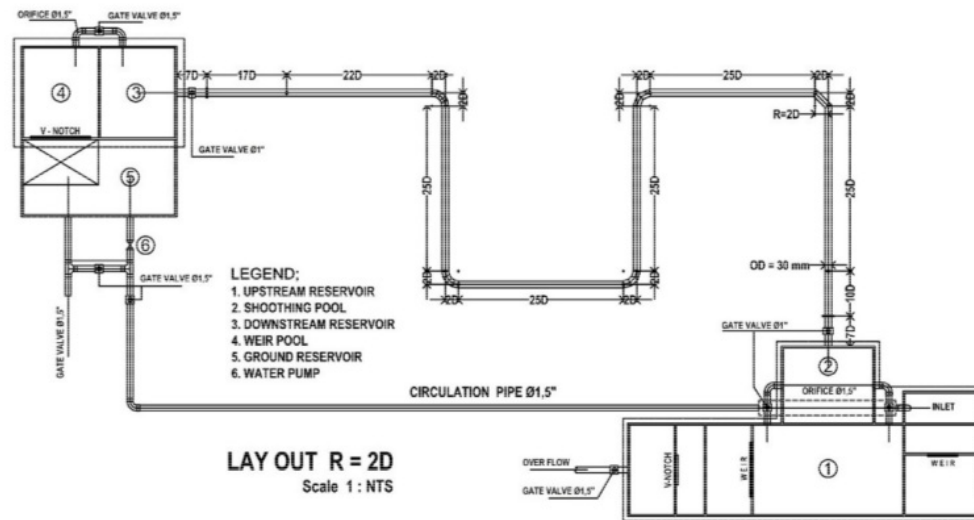 ORIFICE Ø1,5"
GATE VALVE Ø1,5"
7D
17D
22D
2D
2D
25D
2D
2D
2D
2D
R=2D
4
3
V - NOTCH
GATE VALVE Ø1"
5
25D
25D
25D
6
GATE VALVE Ø1,5"
GATE VALVE Ø1,5"
2D
2D
25D
2D
2D
OD = 30 mm
10D
7D
GATE VALVE Ø1"
LEGEND;
1. UPSTREAM RESERVOIR
2. SHOOTHING POOL
3. DOWNSTREAM RESERVOIR
4. WEIR POOL
5. GROUND RESERVOIR
6. WATER PUMP
2
ORIFICE Ø1,5"
CIRCULATION PIPE Ø1,5"
INLET
LAY OUT R = 2D
Scale 1 : NTS
OVER FLOW
GATE VALVE Ø1,5"
V-NOTCH
WEIR
1
WEIR